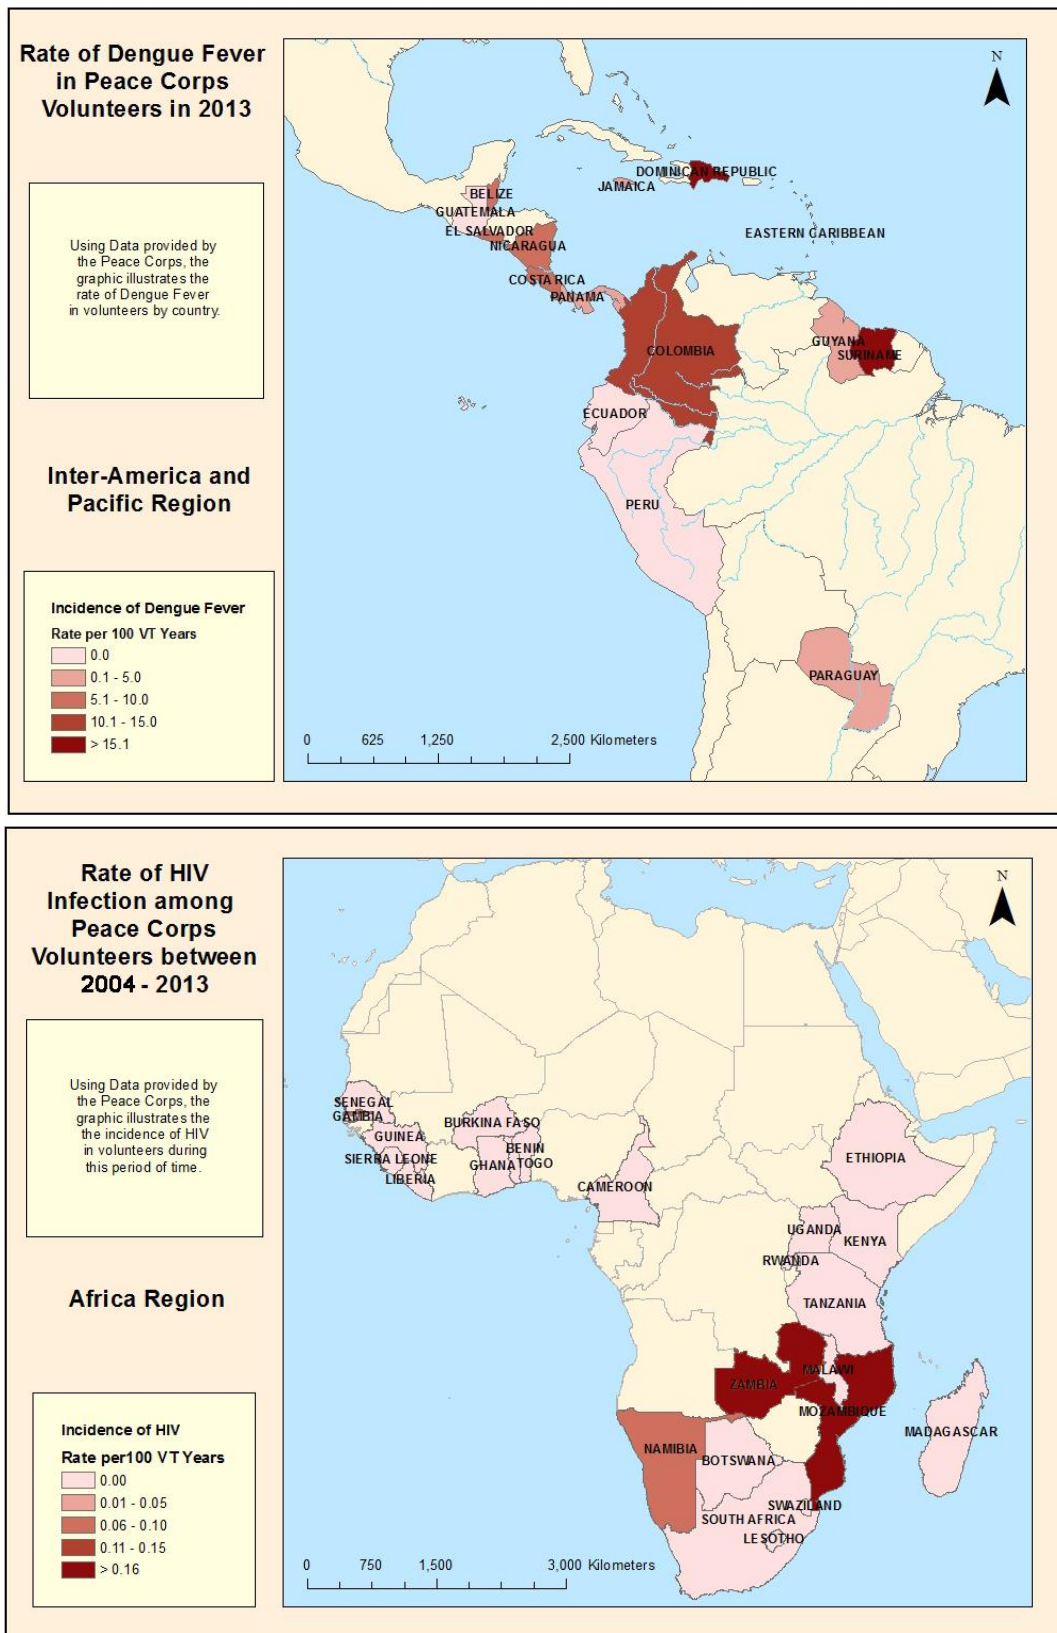 Rate of Dengue Fever
in Peace Corps
Volunteers in 2013
Using Data provided by
the Peace Corps, the
graphic illustrates the
rate of Dengue Fever
in volunteers by country.
Inter-America and
Pacific Region
Incidence of Dengue Fever
Rate per 100 VT Years
0.0
0.1 - 5.0
5.1 - 10.0
10.1 - 15.0
> 15.1
N
DOMINICAN REPUBLIC
JAMAICA
BELIZE
GUATEMALA
EL SALVADOR
NICARAGUA
EASTERN CARIBBEAN
COSTA RICA
PANAMA
COLOMBIA
GUYANA
SURINAME
ECUADOR
PERU
PARAGUAY
0 625 1,250 2,500 Kilometers
Rate of HIV
Infection among
Peace Corps
Volunteers between
2004 - 2013
Using Data provided by
the Peace Corps, the
graphic illustrates the
the incidence of HIV
in volunteers during
this period of time.
Africa Region
Incidence of HIV
Rate per100 VT Years
0.00
0.01 - 0.05
0.06 - 0.10
0.11 - 0.15
> 0.16
N
SENEGAL
GAMBIA
GUINEA
SIERRA LEONE
LIBERIA
BURKINA FASO
BENIN
GHANA
TOGO
CAMEROON
ETHIOPIA
UGANDA
KENYA
RWANDA
TANZANIA
MALAWI
ZAMBIA
MOZAMBIQUE
MADAGASCAR
NAMIBIA
BOTSWANA
SWAZILAND
SOUTH AFRICA
LESOTHO
0 750 1,500 3,000 Kilometers